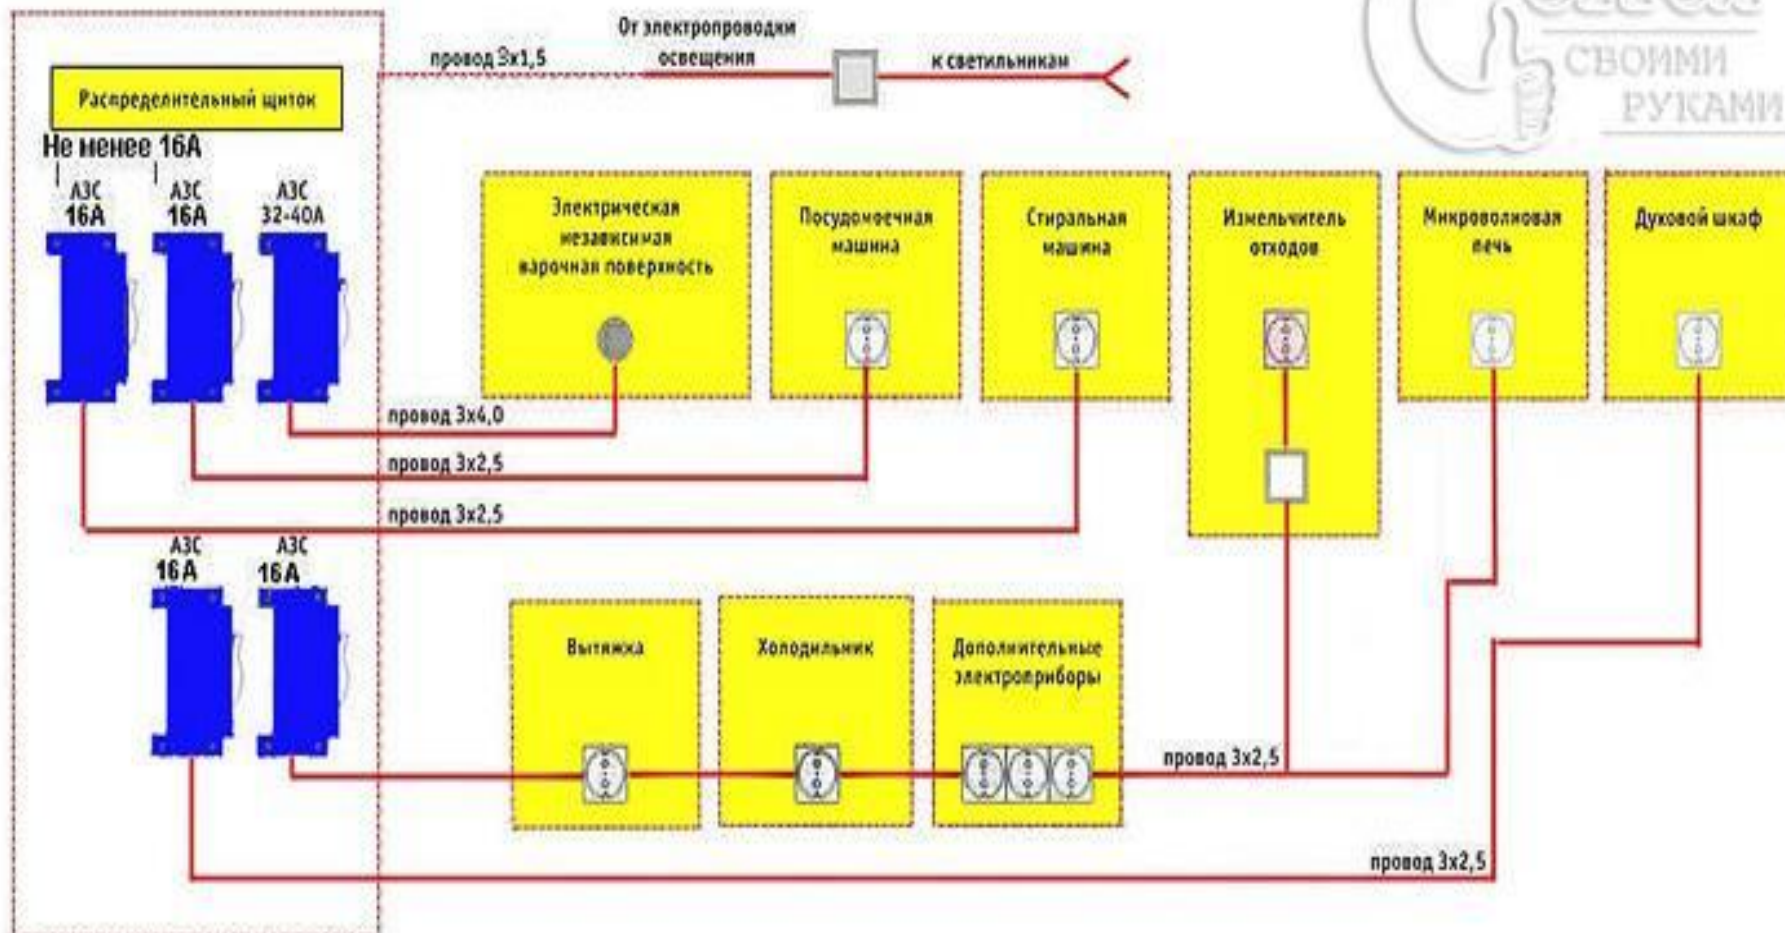 От электропроводки
провод 3х1,5
освещения
к светильникам
СВОИМИ
РУКАМИ
Распределительный щиток
Не менее 16А
АЗС
16А
АЗС
16А
АЗС
32-40А
Электрическая
независимая
варочная поверхность
Посудомоечная
машина
Стиральная
машина
Измельчитель
отходов
Микроволновая
печь
Духовой шкаф
провод 3х4,0
провод 3х2,5
провод 3х2,5
АЗС
16А
АЗС
16А
Вытяжка
Холодильник
Дополнительные
электроприборы
провод 3х2,5
провод 3х2,5